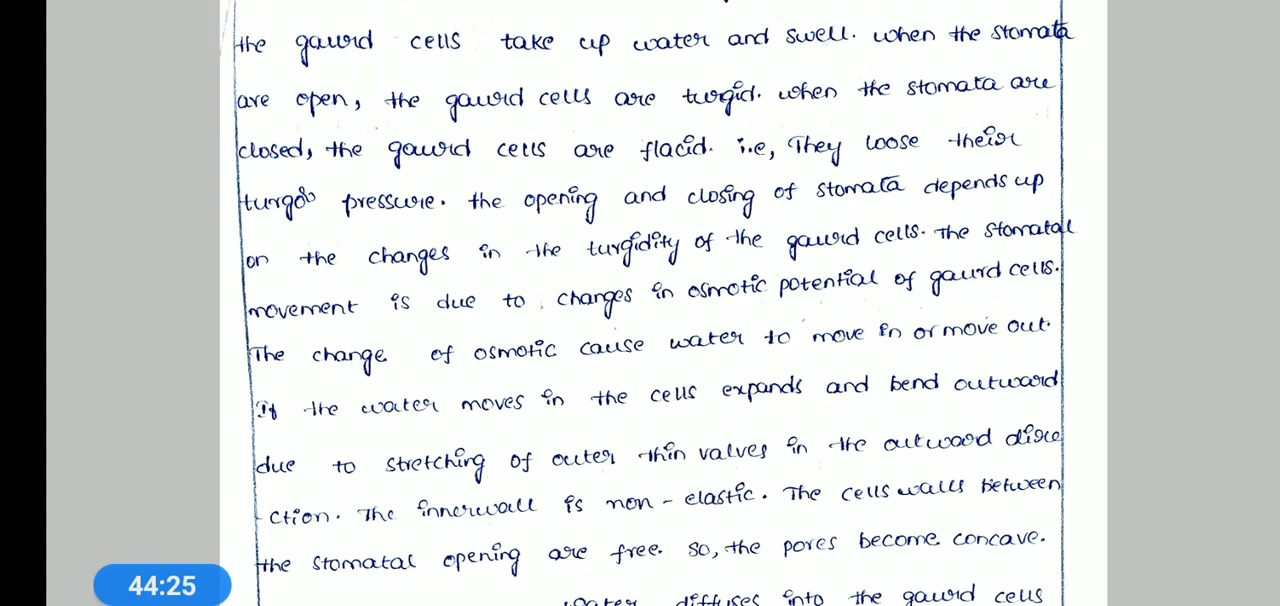 the gaurd cells take up water and swell. when the stomata
are open, the gaurd cells are turgid. when the stomata are
closed, the gaurd cells are flacid. i.e, They loose their
turgor pressure. the opening and closing of stomata depends up
on the changes in the turgidity of the gaurd cells. The stomatal
movement is due to changes in osmotic potential of gaurd cells.
The change of osmotic cause water to move in or move out.
If the water moves in the cells expands and bend outward
due to stretching of outer thin valves in the outward dire
ction. The innerwall is non-elastic. The cells walls between
the stomatal opening are free. So, the pores become concave.
water diffuses into the gaurd cells
44:25